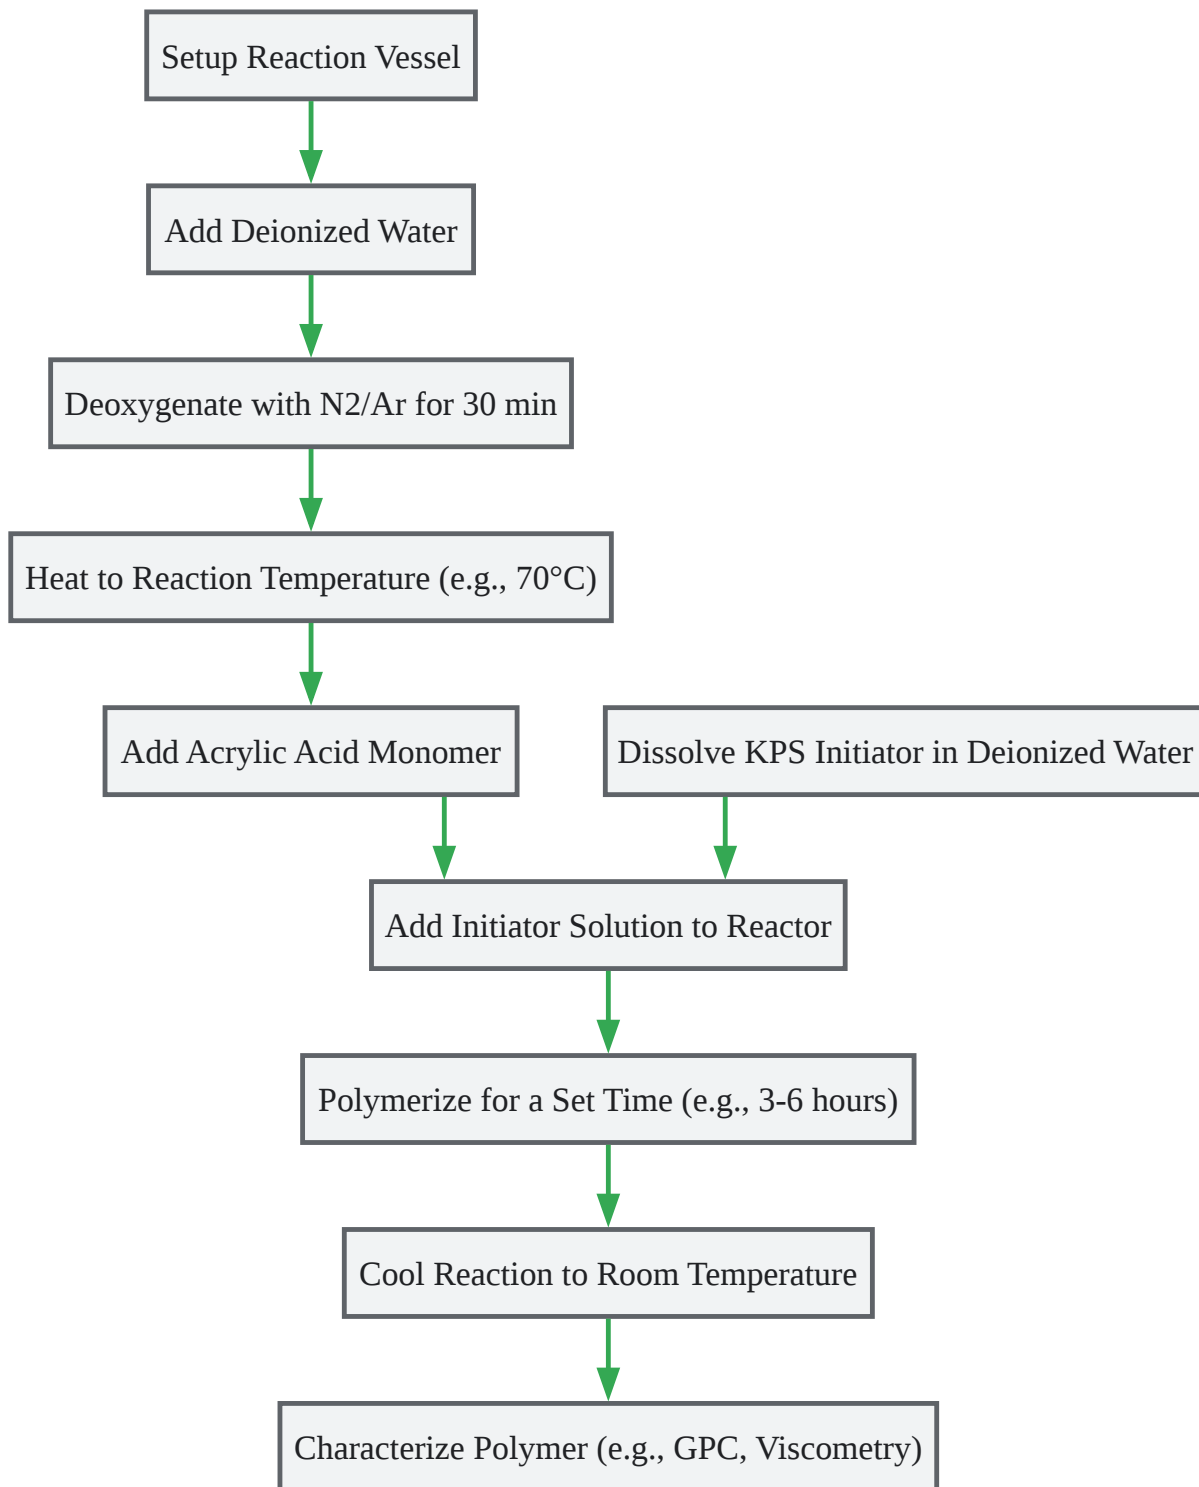 Setup Reaction Vessel
Add Deionized Water
Deoxygenate with N2/Ar for 30 min
Heat to Reaction Temperature (e.g., 70°C)
Add Acrylic Acid Monomer
Dissolve KPS Initiator in Deionized Water
Add Initiator Solution to Reactor
Polymerize for a Set Time (e.g., 3-6 hours)
Cool Reaction to Room Temperature
Characterize Polymer (e.g., GPC, Viscometry)